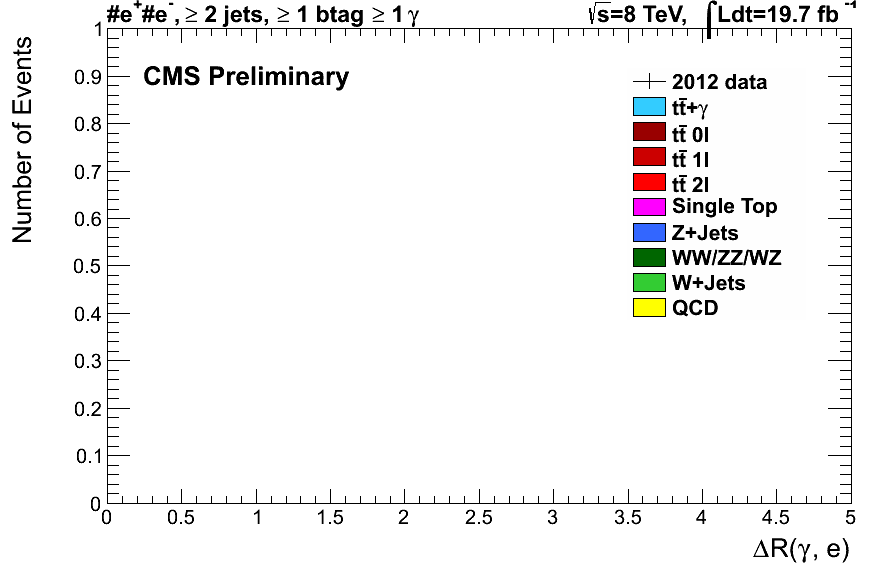 #e⁺#e⁻, ≥ 2 jets, ≥ 1 btag ≥ 1 γ
√s=8 TeV, ∫Ldt=19.7 fb⁻¹
CMS Preliminary
Number of Events
1
0.9
0.8
0.7
0.6
0.5
0.4
0.3
0.2
0.1
0
2012 data
tt̄+γ
tt̄ 0l
tt̄ 1l
tt̄ 2l
Single Top
Z+Jets
WW/ZZ/WZ
W+Jets
QCD
0 0.5 1 1.5 2 2.5 3 3.5 4 4.5 5
ΔR(γ, e)